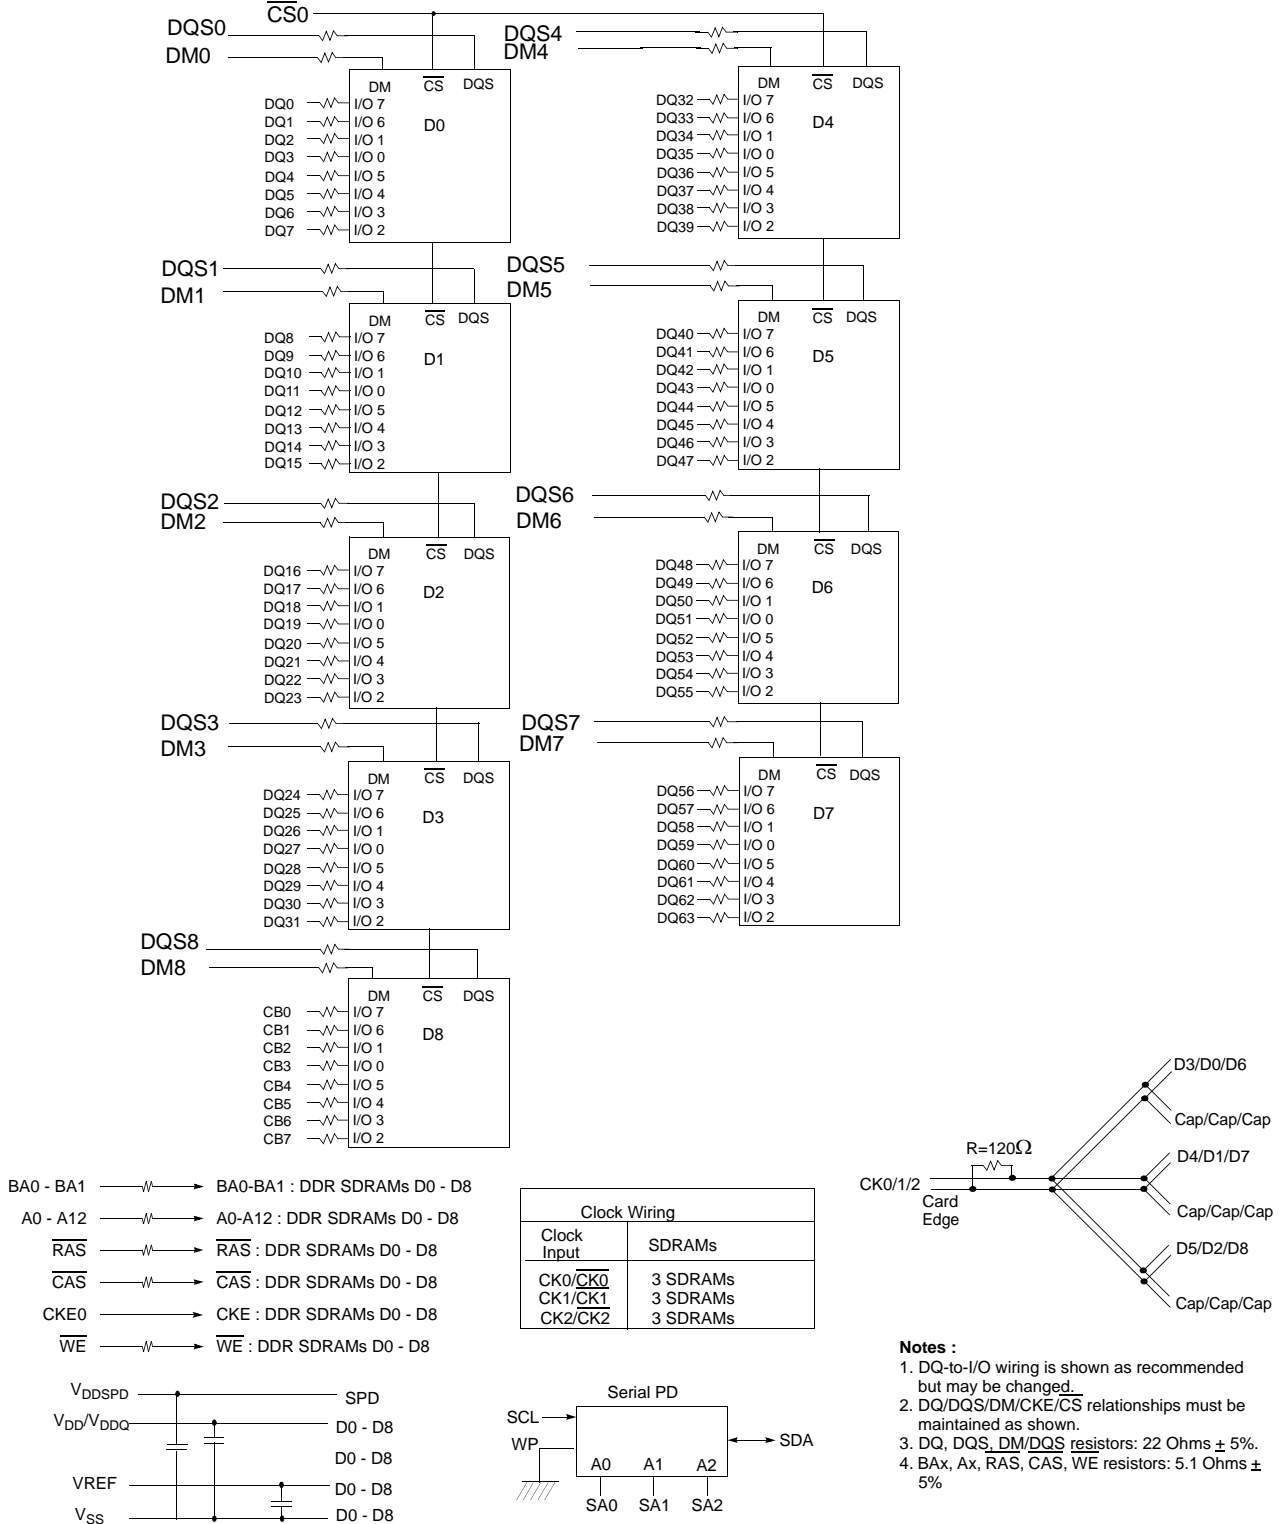 CS0
DQS0
DM0
DM CS DQS
D0
DQ0 I/O 7
DQ1 I/O 6
DQ2 I/O 1
DQ3 I/O 0
DQ4 I/O 5
DQ5 I/O 4
DQ6 I/O 3
DQ7 I/O 2
DQS4
DM4
DM CS DQS
D4
DQ32 I/O 7
DQ33 I/O 6
DQ34 I/O 1
DQ35 I/O 0
DQ36 I/O 5
DQ37 I/O 4
DQ38 I/O 3
DQ39 I/O 2
DQS1
DM1
DM CS DQS
D1
DQ8 I/O 7
DQ9 I/O 6
DQ10 I/O 1
DQ11 I/O 0
DQ12 I/O 5
DQ13 I/O 4
DQ14 I/O 3
DQ15 I/O 2
DQS5
DM5
DM CS DQS
D5
DQ40 I/O 7
DQ41 I/O 6
DQ42 I/O 1
DQ43 I/O 0
DQ44 I/O 5
DQ45 I/O 4
DQ46 I/O 3
DQ47 I/O 2
DQS2
DM2
DM CS DQS
D2
DQ16 I/O 7
DQ17 I/O 6
DQ18 I/O 1
DQ19 I/O 0
DQ20 I/O 5
DQ21 I/O 4
DQ22 I/O 3
DQ23 I/O 2
DQS6
DM6
DM CS DQS
D6
DQ48 I/O 7
DQ49 I/O 6
DQ50 I/O 1
DQ51 I/O 0
DQ52 I/O 5
DQ53 I/O 4
DQ54 I/O 3
DQ55 I/O 2
DQS3
DM3
DM CS DQS
D3
DQ24 I/O 7
DQ25 I/O 6
DQ26 I/O 1
DQ27 I/O 0
DQ28 I/O 5
DQ29 I/O 4
DQ30 I/O 3
DQ31 I/O 2
DQS7
DM7
DM CS DQS
D7
DQ56 I/O 7
DQ57 I/O 6
DQ58 I/O 1
DQ59 I/O 0
DQ60 I/O 5
DQ61 I/O 4
DQ62 I/O 3
DQ63 I/O 2
DQS8
DM8
DM CS DQS
D8
CB0 I/O 7
CB1 I/O 6
CB2 I/O 1
CB3 I/O 0
CB4 I/O 5
CB5 I/O 4
CB6 I/O 3
CB7 I/O 2
BA0 - BA1 BA0-BA1 : DDR SDRAMs D0 - D8
A0 - A12 A0-A12 : DDR SDRAMs D0 - D8
RAS RAS : DDR SDRAMs D0 - D8
CAS CAS : DDR SDRAMs D0 - D8
CKE0 CKE : DDR SDRAMs D0 - D8
WE WE : DDR SDRAMs D0 - D8
Clock Wiring
Clock Input SDRAMs
CK0/CK0 3 SDRAMs
CK1/CK1 3 SDRAMs
CK2/CK2 3 SDRAMs
D3/D0/D6
Cap/Cap/Cap
R=120Ω
D4/D1/D7
CK0/1/2
Card
Edge
Cap/Cap/Cap
D5/D2/D8
Cap/Cap/Cap
VDDSPD SPD
VDD/VDDQ D0 - D8
D0 - D8
VREF D0 - D8
VSS D0 - D8
Serial PD
SCL
WP
SDA
A0 A1 A2
SA0 SA1 SA2
Notes :
1. DQ-to-I/O wiring is shown as recommended
but may be changed.
2. DQ/DQS/DM/CKE/CS relationships must be
maintained as shown.
3. DQ, DQS, DM/DQS resistors: 22 Ohms ± 5%.
4. BAx, Ax, RAS, CAS, WE resistors: 5.1 Ohms ±
5%